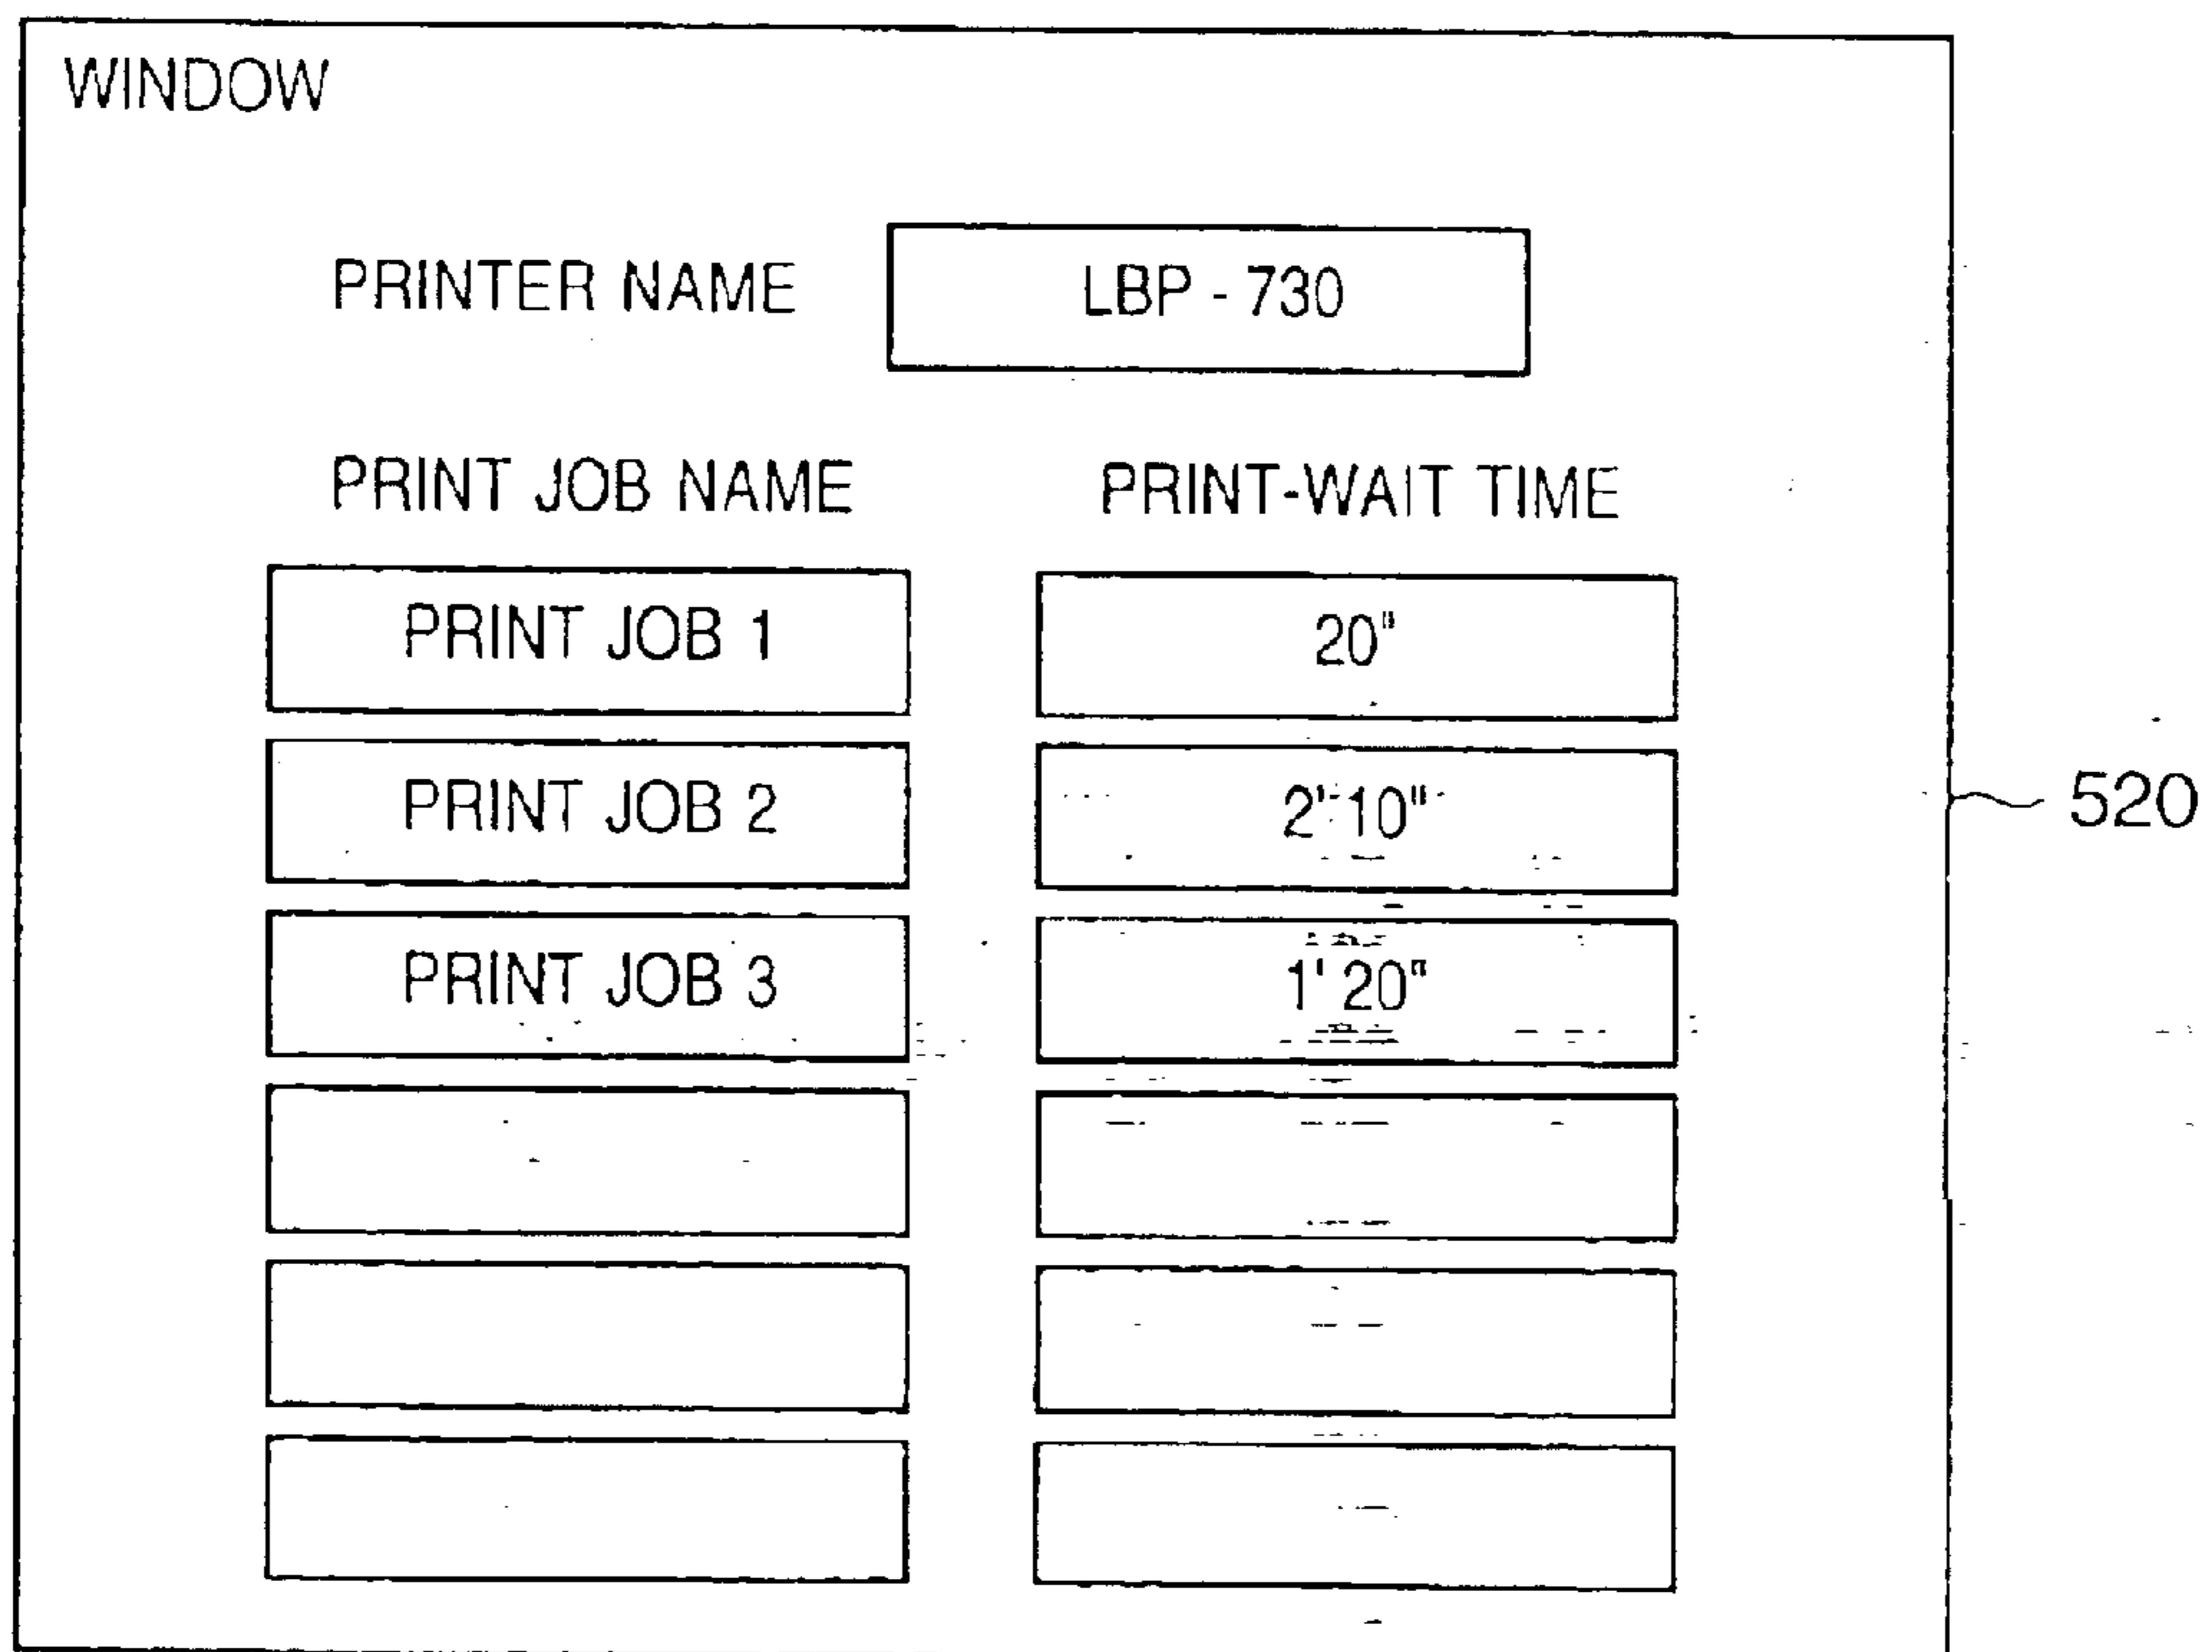 WINDOW
PRINTER NAME LBP - 730
PRINT JOB NAME PRINT-WAIT TIME
PRINT JOB 1 20"
PRINT JOB 2 2' 10"
520
PRINT JOB 3 1' 20"